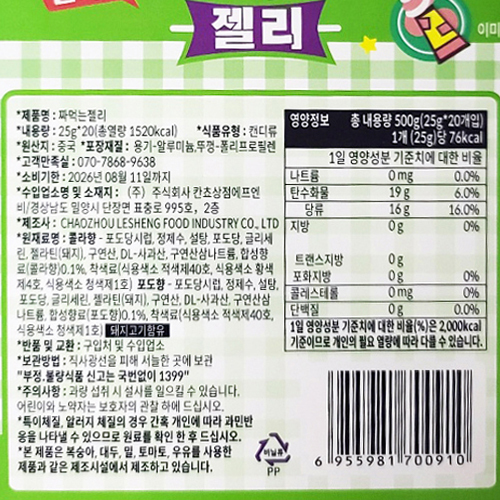 젤리
이미
*제품명 : 짜먹는젤리
*내용량 : 25g*20(총열량 1520kcal) *식품유형 : 캔디류
*원산지 : 중국 *포장재질 : 용기-알루미늄,뚜껑-폴리프로필렌
*고객만족실 : 070-7868-9638
*소비기한 : 2026년 08월 11일까지
*수입업소명 및 소재지 : (주) 주식회사 칸초상점에프엔
비/경상남도 밀양시 단장면 표충로 995호, 2층
*제조사 : CHAOZHOU LESHENG FOOD INDUSTRY CO., LTD
*원재료명 : 콜라향 - 포도당시럽, 정제수, 설탕, 포도당, 글리세
린, 젤라틴(돼지), 구연산, DL-사과산, 구연산삼나트륨, 합성향
료(콜라향)0.1%, 착색료(식용색소 적색제40호, 식용색소 황색
제4호, 식용색소 청색제1호) 포도향 - 포도당시럽, 정제수, 설탕,
포도당, 글리세린, 젤라틴(돼지), 구연산, DL-사과산, 구연산삼
나트륨, 합성향료(포도향)0.1%, 착색료(식용색소 적색제40호,
식용색소 청색제1호) 돼지고기함유
*반품 및 교환 : 구입처 및 수입업소
*보관방법 : 직사광선을 피해 서늘한 곳에 보관
"부정.불량식품 신고는 국번없이 1399"
*주의사항 : 과량 섭취 시 설사를 일으킬 수 있습니다.
어린이와 노약자는 보호자의 관찰 하에 드십시오.
*특이체질, 알러지 체질의 경우 간혹 개인에 따라 과민반
응을 나타낼 수 있으므로 원료를 확인 한 후 드십시오.
*본 제품은 복숭아, 대두, 밀, 토마토, 우유를 사용한
제품과 같은 제조시설에서 제조하고 있습니다.
영양정보 총 내용량 500g(25g*20개입)
1개 (25g)당 76kcal
1일 영양성분 기준치에 대한 비율
나트륨 0 mg 0.0%
탄수화물 19 g 6.0%
당류 16 g 16.0%
지방 0 g
트랜스지방 0 g
포화지방 0 g 0%
콜레스테롤 0 mg 0%
단백질 0 g 0%
1일 영양성분 기준치에 대한 비율(%)은 2,000kcal
기준이므로 개인의 필요 열량에 따라 다를 수 있습니다.
비닐류
PP
6 955981 700910